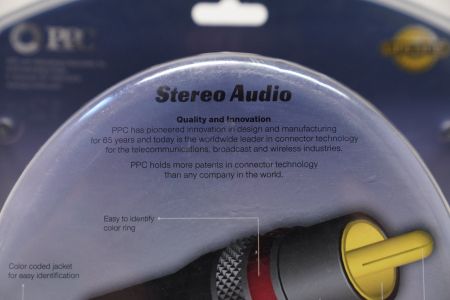 PPC
Stereo Audio
Quality and Innovation
PPC has pioneered innovation in design and manufacturing
for 65 years and today is the worldwide leader in connector technology
for the telecommunications, broadcast and wireless industries.
PPC holds more patents in connector technology
than any company in the world.
Easy to identify
color ring
Color coded jacket
for easy identification